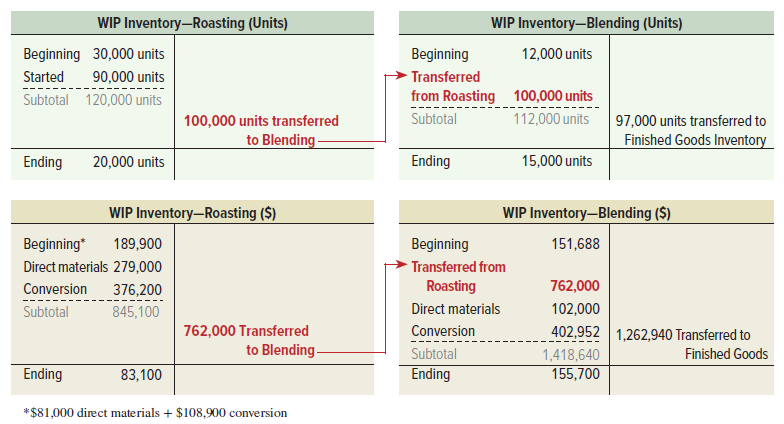 WIP Inventory—Roasting (Units)
Beginning 30,000 units
Started 90,000 units
Subtotal 120,000 units
100,000 units transferred
to Blending
Ending 20,000 units
WIP Inventory—Blending (Units)
Beginning 12,000 units
Transferred
from Roasting 100,000 units
Subtotal 112,000 units
97,000 units transferred to
Finished Goods Inventory
Ending 15,000 units
WIP Inventory—Roasting ($)
Beginning* 189,900
Direct materials 279,000
Conversion 376,200
Subtotal 845,100
762,000 Transferred
to Blending
Ending 83,100
WIP Inventory—Blending ($)
Beginning 151,688
Transferred from
Roasting 762,000
Direct materials 102,000
Conversion 402,952
1,262,940 Transferred to
Subtotal 1,418,640
Finished Goods
Ending 155,700
*$81,000 direct materials + $108,900 conversion